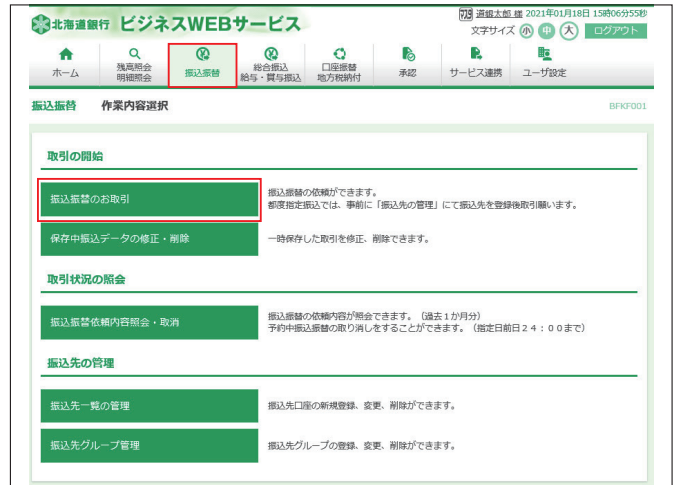 北海道銀行 ビジネスWEBサービス
道銀太郎 様 2021年01月18日 15時06分55秒
文字サイズ 小 中 大 ログアウト
ホーム
残高照会
明細照会
振込振替
総合振込
給与・賞与振込
口座振替
地方税納付
承認
サービス連携
ユーザ設定
振込振替 作業内容選択 BFKF001
取引の開始
振込振替のお取引
振込振替の依頼ができます。
都度指定振込では、事前に「振込先の管理」にて振込先を登録後取引願います。
保存中振込データの修正・削除 一時保存した取引を修正、削除できます。
取引状況の照会
振込振替依頼内容照会・取消
振込振替の依頼内容が照会できます。（過去１か月分）
予約中振込振替の取り消しをすることができます。（指定日前日２４：００まで）
振込先の管理
振込先一覧の管理 振込先口座の新規登録、変更、削除ができます。
振込先グループ管理 振込先グループの登録、変更、削除ができます。